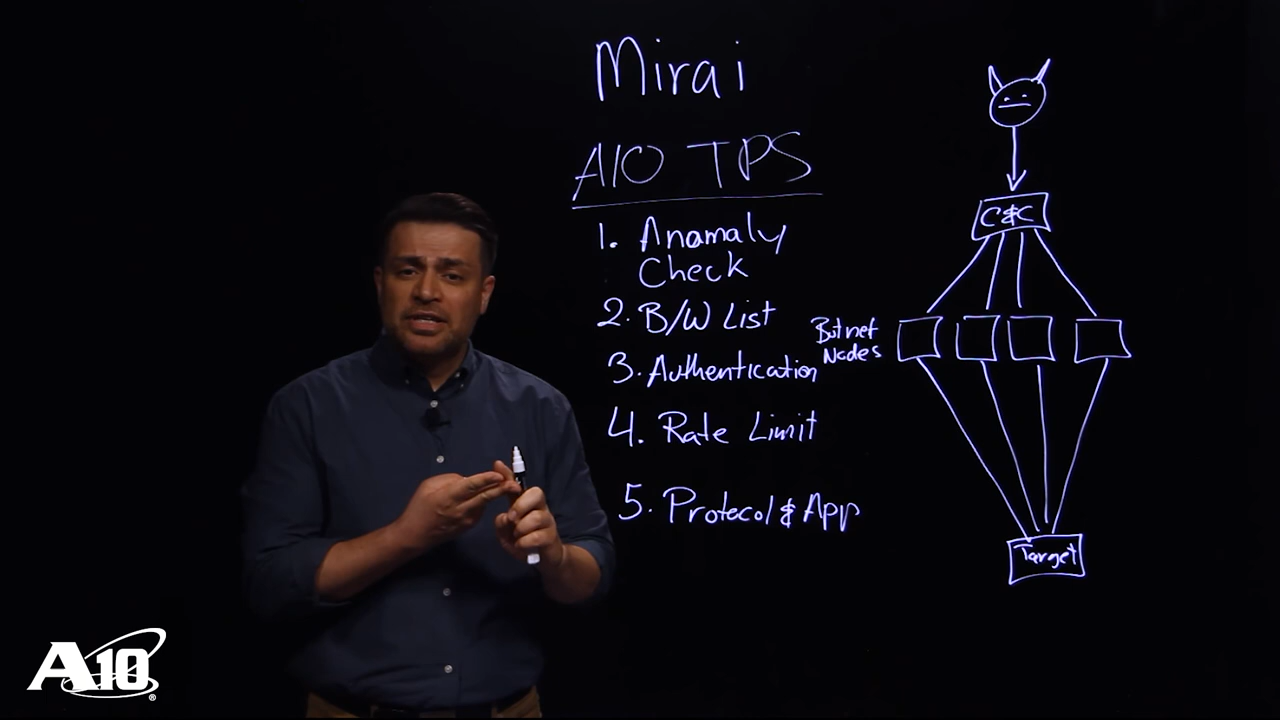 Mirai
A10 TPS
1. Anamaly
Check
2. B/W List
3. Authentication
4. Rate Limit
5. Protocol & App
C&C
Botnet
Nodes
Target
A10
®